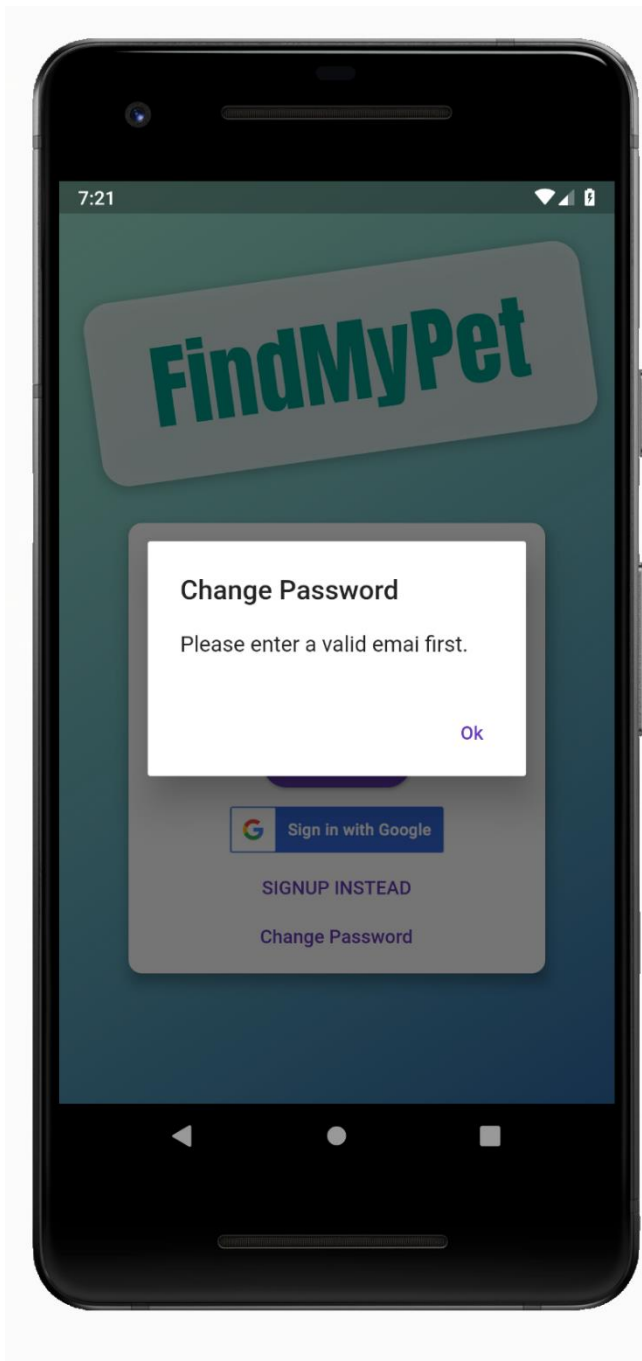 7:21
FindMyPet
Change Password
Please enter a valid emai first.
Ok
G Sign in with Google
SIGNUP INSTEAD
Change Password